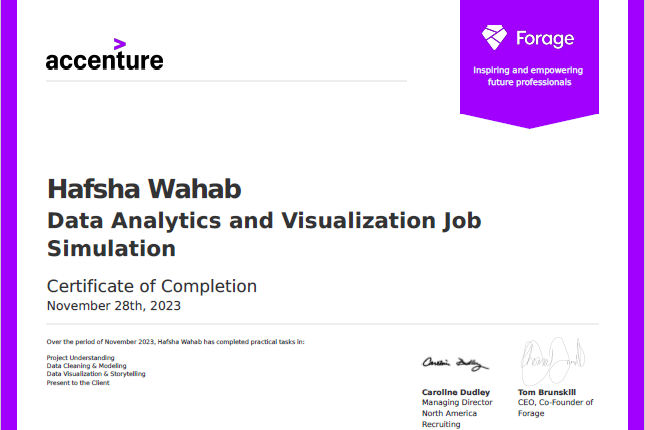 accenture
Forage
Inspiring and empowering
future professionals
Hafsha Wahab
Data Analytics and Visualization Job
Simulation
Certificate of Completion
November 28th, 2023
Over the period of November 2023, Hafsha Wahab has completed practical tasks in:
Project Understanding
Data Cleaning & Modeling
Data Visualization & Storytelling
Present to the Client
Caroline Dudley
Managing Director
North America
Recruiting
Tom Brunskill
CEO, Co-Founder of
Forage